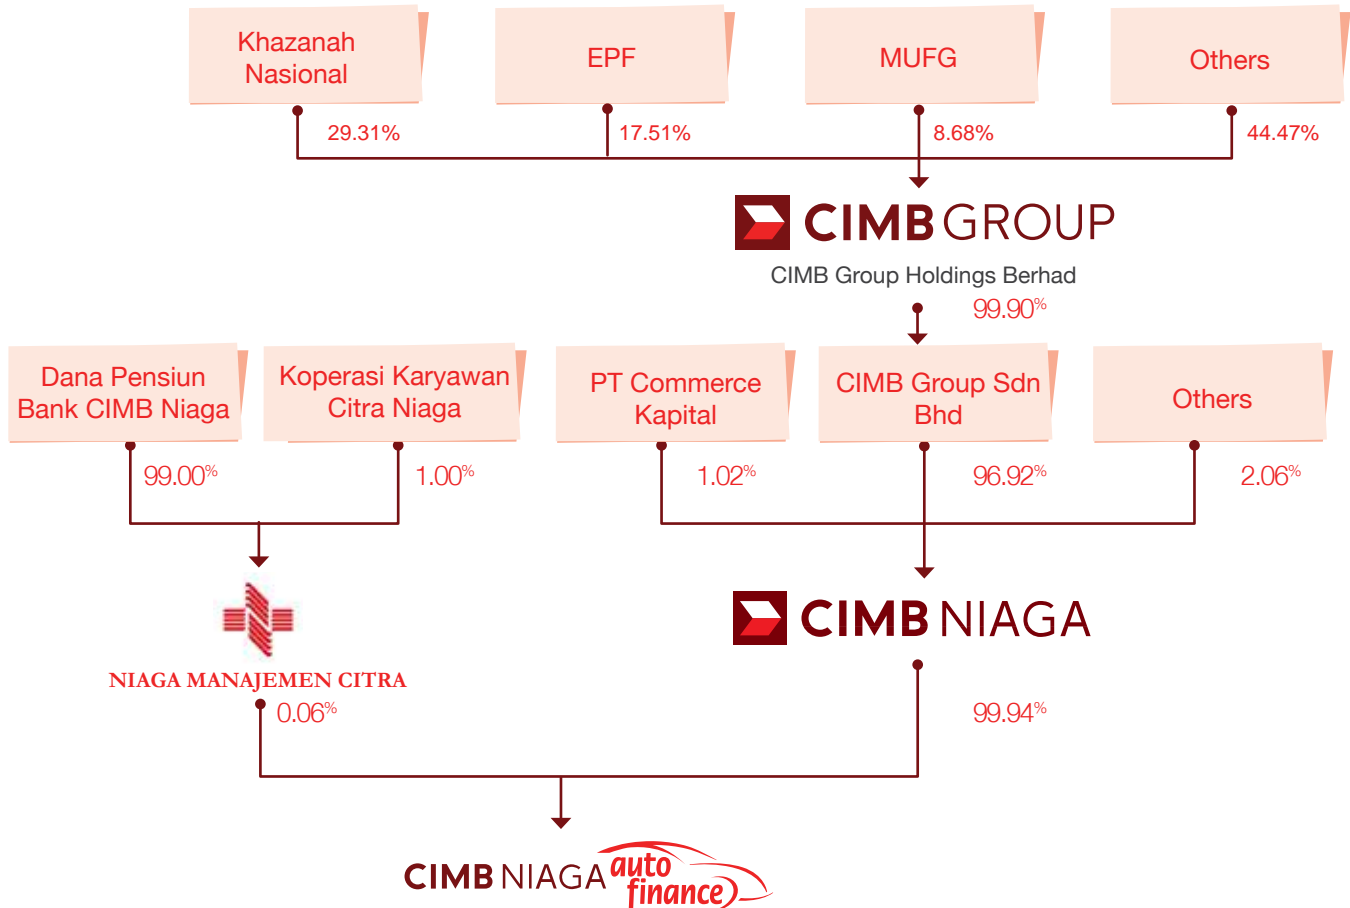 Khazanah
Nasional
EPF
MUFG
Others
29.31%
17.51%
8.68%
44.47%
CIMB GROUP
CIMB Group Holdings Berhad
99.90%
Dana Pensiun
Bank CIMB Niaga
Koperasi Karyawan
Citra Niaga
PT Commerce
Kapital
CIMB Group Sdn
Bhd
Others
99.00%
1.00%
1.02%
96.92%
2.06%
CIMB NIAGA
NIAGA MANAJEMEN CITRA
0.06%
99.94%
CIMB NIAGA auto
finance